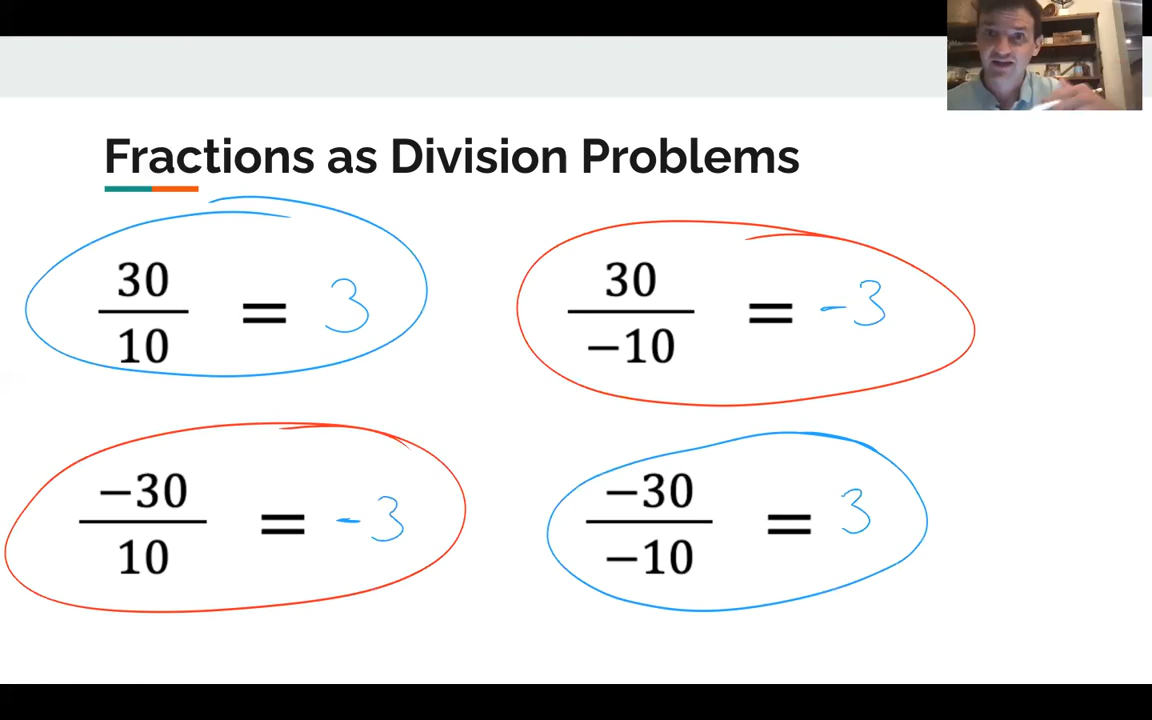 Fractions as Division Problems
30/10 = 3
30/−10 = -3
−30/10 = -3
−30/−10 = 3